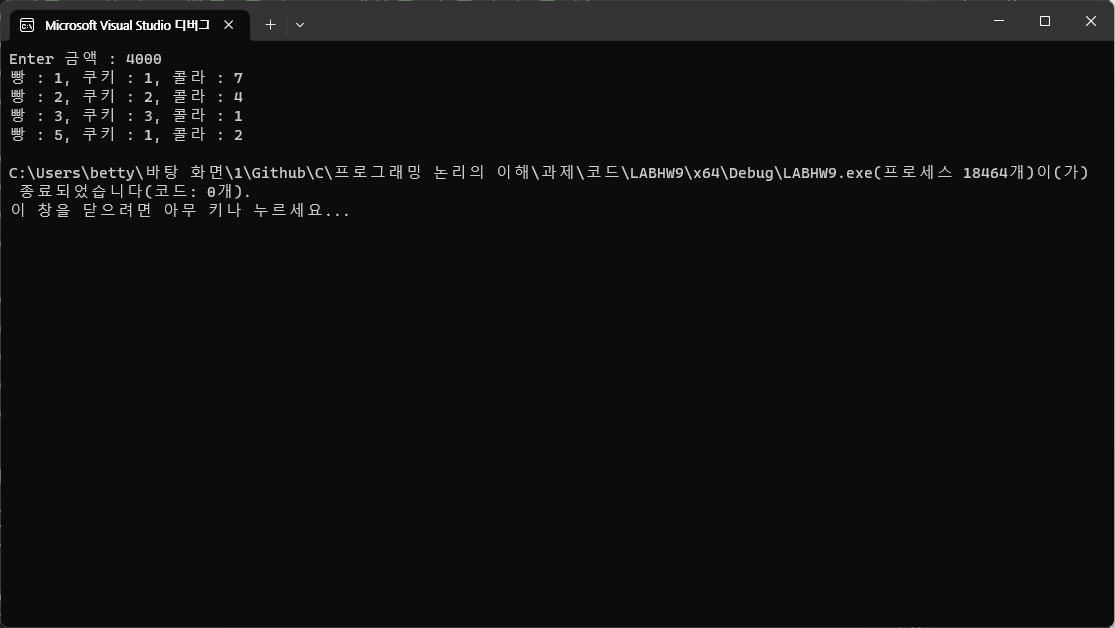 Microsoft Visual Studio 디버그
Enter 금액 : 4000
빵 : 1, 쿠키 : 1, 콜라 : 7
빵 : 2, 쿠키 : 2, 콜라 : 4
빵 : 3, 쿠키 : 3, 콜라 : 1
빵 : 5, 쿠키 : 1, 콜라 : 2
C:\Users\betty\바탕 화면\1\Github\C\프로그래밍 논리의 이해\과제\코드\LABHW9\x64\Debug\LABHW9.exe(프로세스 18464개)이(가)
종료되었습니다(코드: 0개).
이 창을 닫으려면 아무 키나 누르세요...